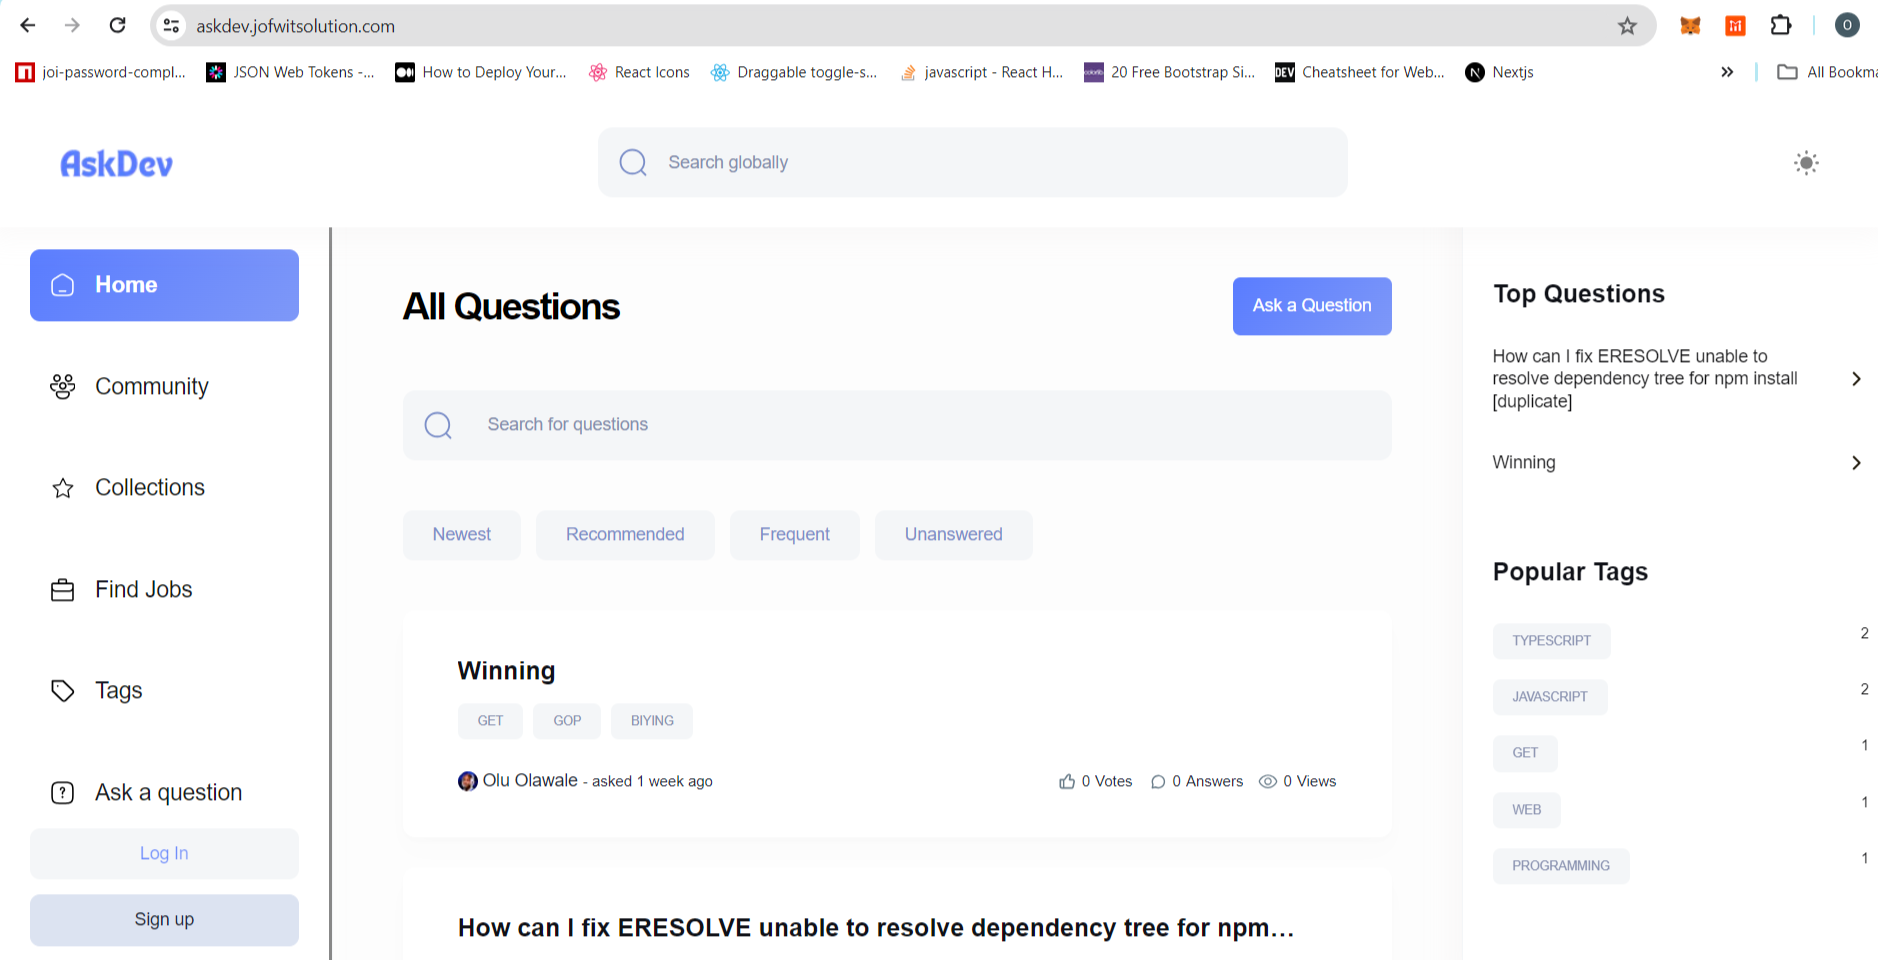 askdev.jofwitsolution.com
O
joi-password-compl...
JSON Web Tokens -...
How to Deploy Your...
React Icons
Draggable toggle-s...
javascript - React H...
20 Free Bootstrap Si...
DEV
Cheatsheet for Web...
N
Nextjs
All Bookma
AskDev
Search globally
Home
Community
Collections
Find Jobs
Tags
Ask a question
Log In
Sign up
All Questions
Ask a Question
Search for questions
Newest
Recommended
Frequent
Unanswered
Winning
GET
GOP
BIYING
Olu Olawale - asked 1 week ago
0 Votes
0 Answers
0 Views
How can I fix ERESOLVE unable to resolve dependency tree for npm...
Top Questions
How can I fix ERESOLVE unable to
resolve dependency tree for npm install
[duplicate]
Winning
Popular Tags
TYPESCRIPT 2
JAVASCRIPT 2
GET 1
WEB 1
PROGRAMMING 1